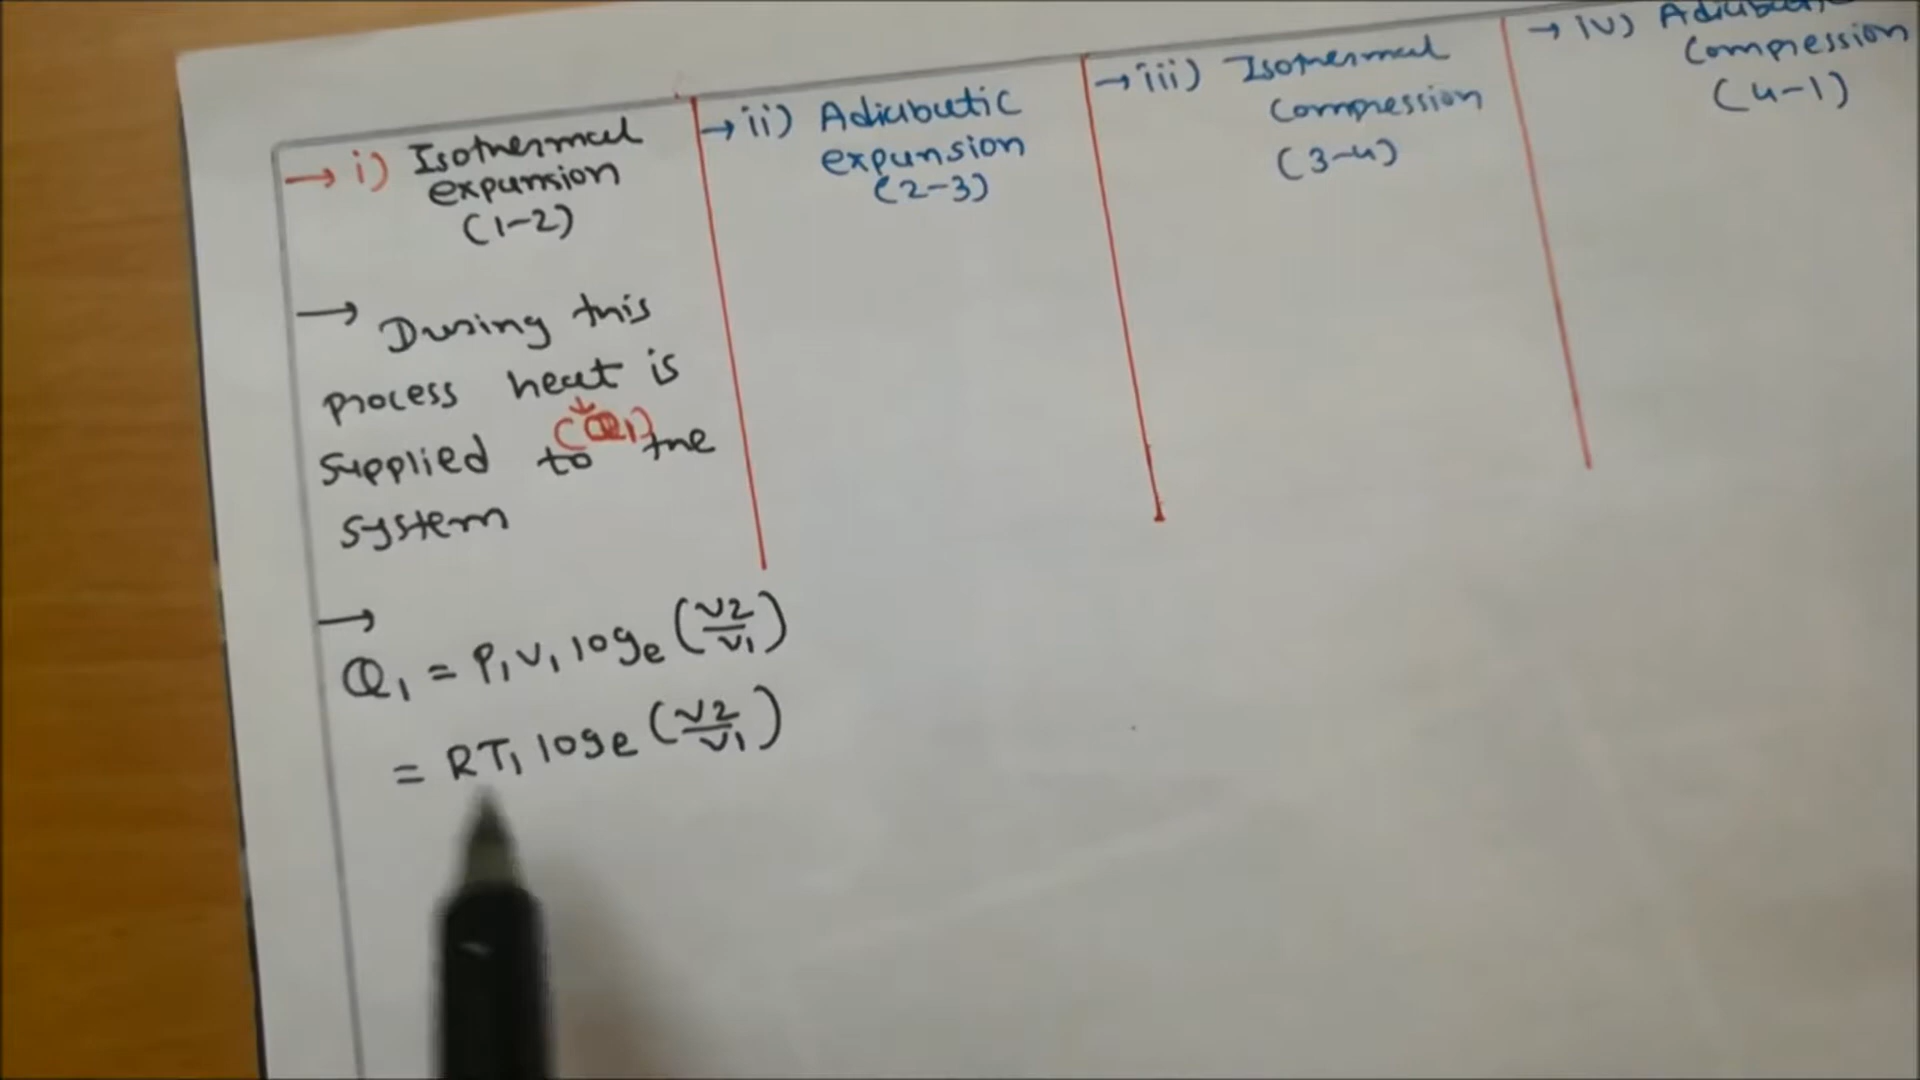 → i) Isothermal
expansion
(1-2)
→ During this
process heat is
(Q1)
supplied to the
system
→
Q₁ = P₁V₁ logₑ (V2/V1)
= RT₁ logₑ (V2/V1)
→ ii) Adiabatic
expansion
(2-3)
→ iii) Isothermal
compression
(3-4)
→ iv) Adiabatic
Compression
(4-1)